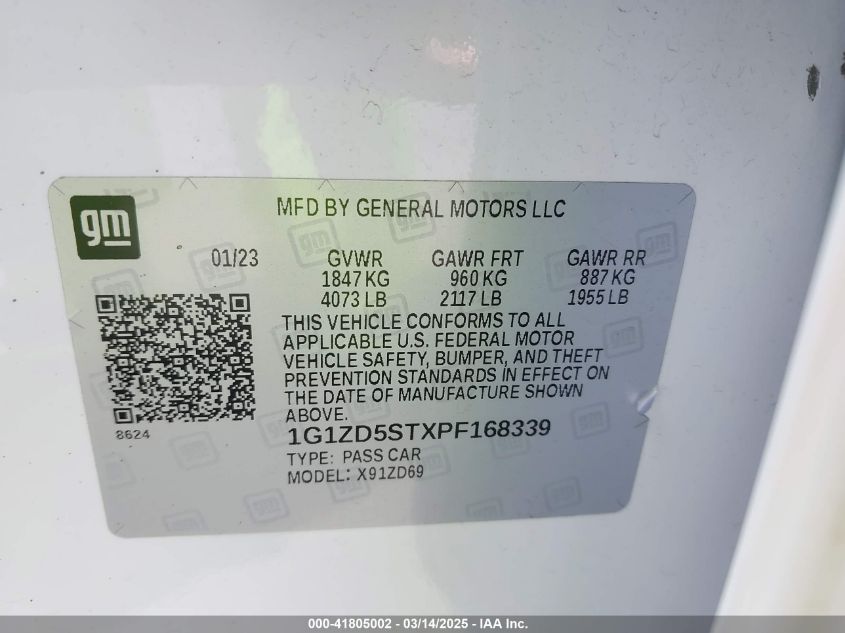 gm
MFD BY GENERAL MOTORS LLC
01/23 GVWR GAWR FRT GAWR RR
1847 KG 960 KG 887 KG
4073 LB 2117 LB 1955 LB
THIS VEHICLE CONFORMS TO ALL
APPLICABLE U.S. FEDERAL MOTOR
VEHICLE SAFETY, BUMPER, AND THEFT
PREVENTION STANDARDS IN EFFECT ON
THE DATE OF MANUFACTURE SHOWN
ABOVE.
8624
1G1ZD5STXPF168339
TYPE: PASS CAR
MODEL: X91ZD69
000-41805002 - 03/14/2025 - IAA Inc.